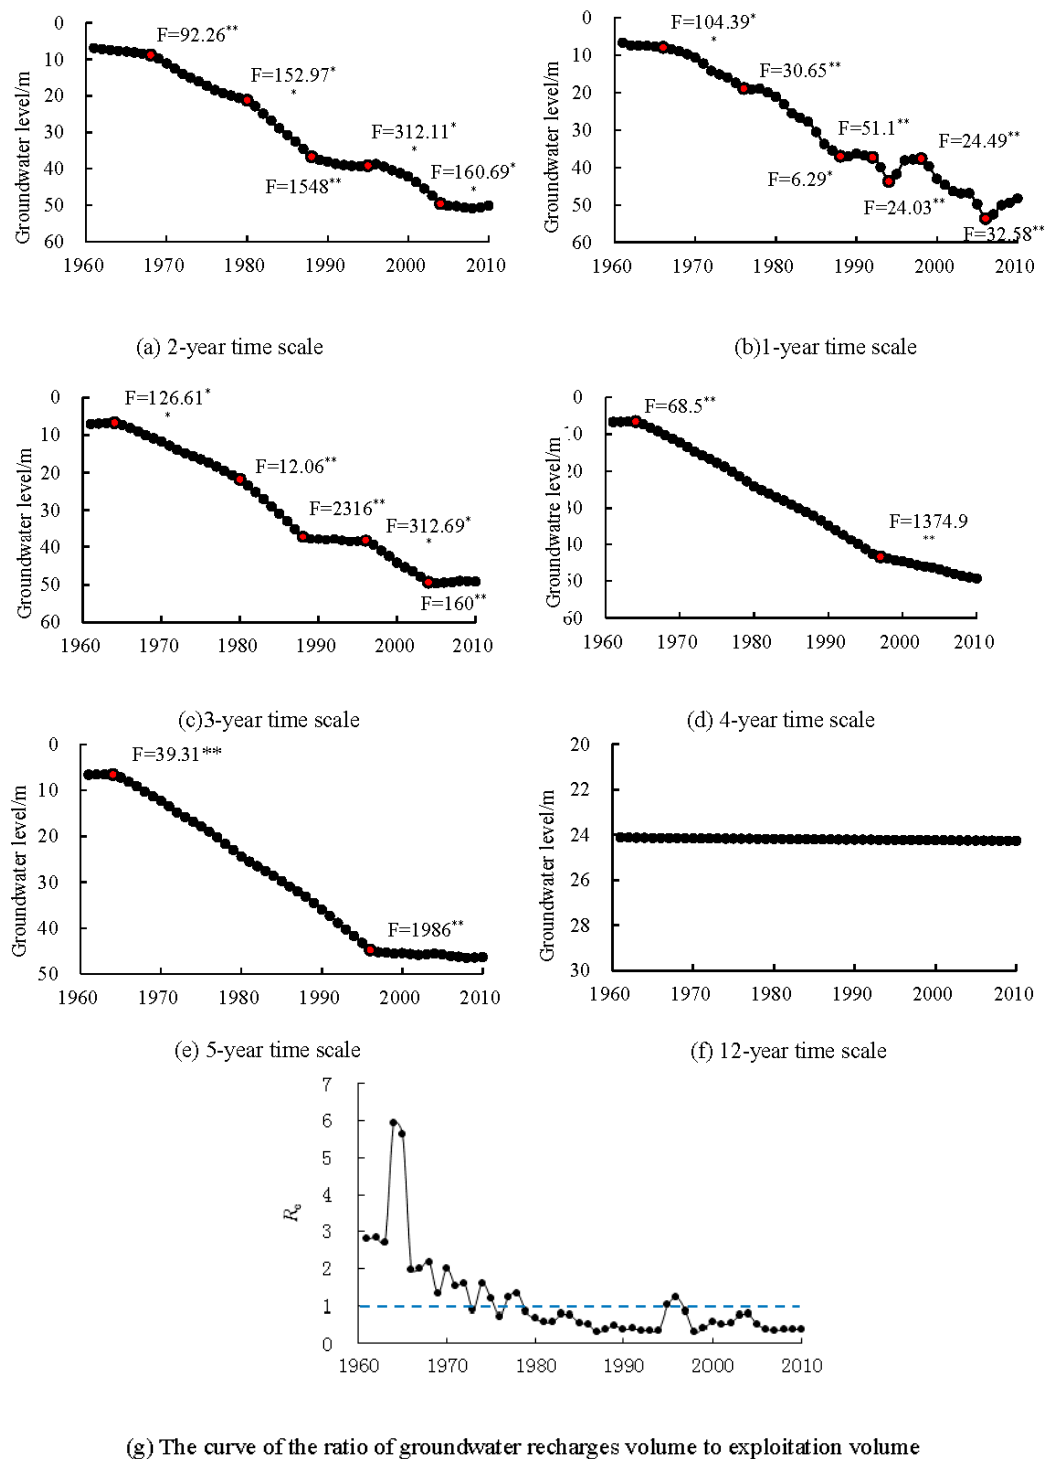 0
10
20
30
40
50
60
Groundwater level/m
F=92.26**
F=152.97*
*
F=312.11*
*
F=1548**
F=160.69*
*
1960 1970 1980 1990 2000 2010
(a) 2-year time scale
0
10
20
30
40
50
60
Groundwater level/m
F=104.39*
*
F=30.65**
F=51.1**
F=24.49**
F=6.29*
F=24.03**
F=32.58**
1960 1970 1980 1990 2000 2010
(b)1-year time scale
0
10
20
30
40
50
60
Groundwater level/m
F=126.61*
*
F=12.06**
F=2316**
F=312.69*
*
F=160**
1960 1970 1980 1990 2000 2010
(c)3-year time scale
0
10
20
30
40
50
60
Groundwatre level/m
F=68.5**
F=1374.9
**
1960 1970 1980 1990 2000 2010
(d) 4-year time scale
0
10
20
30
40
50
Groundwater level/m
F=39.31**
F=1986**
1960 1970 1980 1990 2000 2010
(e) 5-year time scale
20
22
24
26
28
30
Groundwater level/m
1960 1970 1980 1990 2000 2010
(f) 12-year time scale
7
6
5
4
3
2
1
0
1960 1970 1980 1990 2000 2010
(g) The curve of the ratio of groundwater recharges volume to exploitation volume